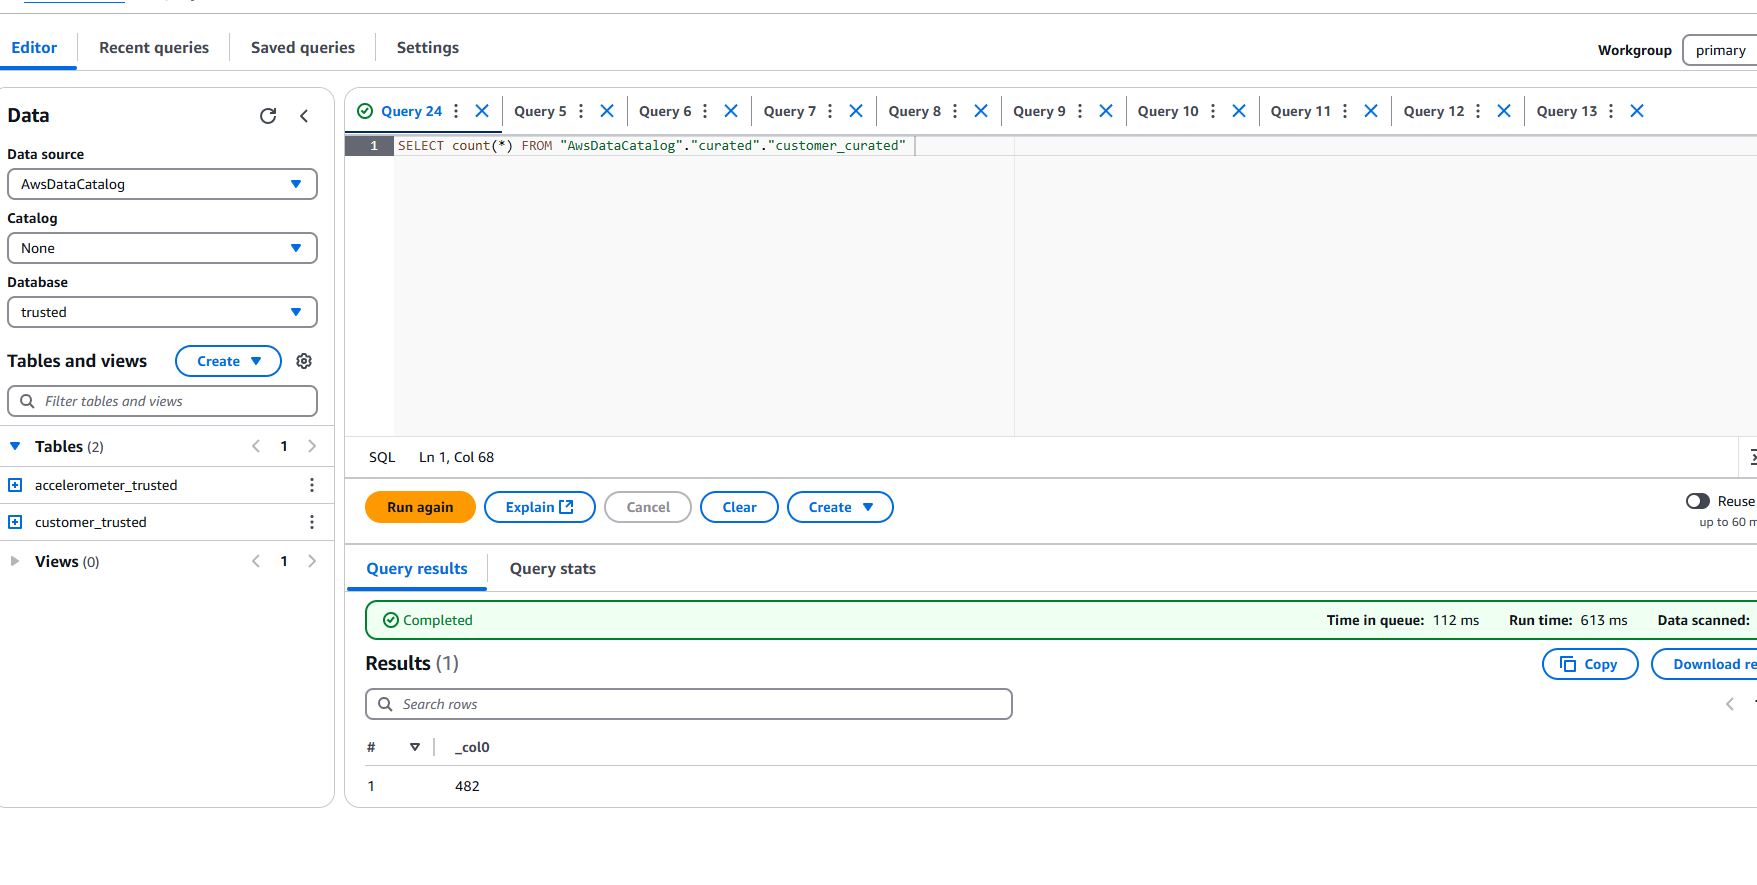 Editor
Recent queries
Saved queries
Settings
Workgroup
primary
Data
Data source
AwsDataCatalog
Catalog
None
Database
trusted
Tables and views
Create
Filter tables and views
Tables (2)
1
accelerometer_trusted
customer_trusted
Views (0)
1
Query 24
Query 5
Query 6
Query 7
Query 8
Query 9
Query 10
Query 11
Query 12
Query 13
1
SELECT count(*) FROM "AwsDataCatalog"."curated"."customer_curated"
SQL
Ln 1, Col 68
Run again
Explain
Cancel
Clear
Create
Reuse
up to 60 m
Query results
Query stats
Completed
Time in queue: 112 ms
Run time: 613 ms
Data scanned:
Results (1)
Copy
Download re
Search rows
#
_col0
1
482